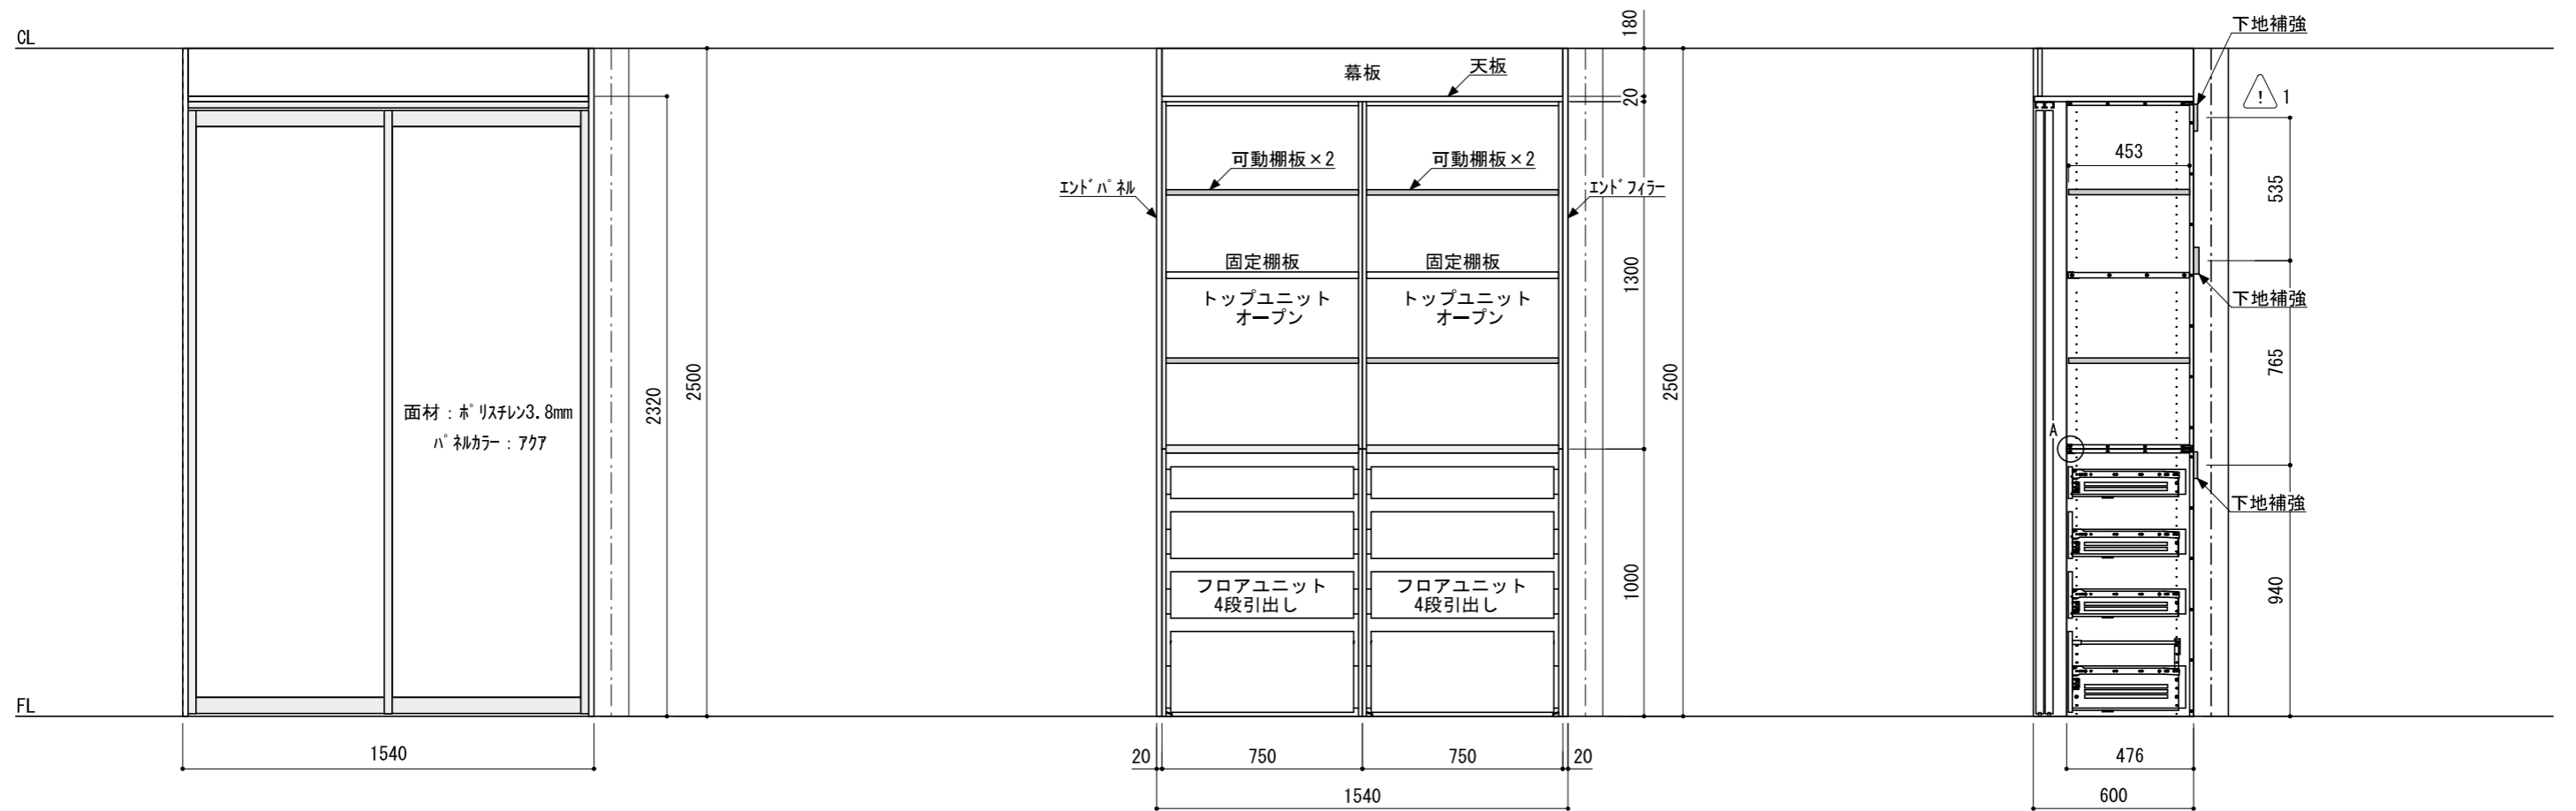 CL
FL
面材：ﾎﾟﾘｽﾁﾚﾝ3.8mm
ﾊﾟﾈﾙｶﾗｰ：ｱｸｱ
2320
2500
1540
幕板
天板
可動棚板×2
可動棚板×2
ｴﾝﾄﾞﾊﾟﾈﾙ
ｴﾝﾄﾞﾌｨﾗｰ
固定棚板
固定棚板
トップユニット
オープン
トップユニット
オープン
フロアユニット
4段引出し
フロアユニット
4段引出し
180
20
1300
1000
2500
20
750
750
20
1540
下地補強
! 1
453
535
下地補強
765
A
下地補強
940
476
600